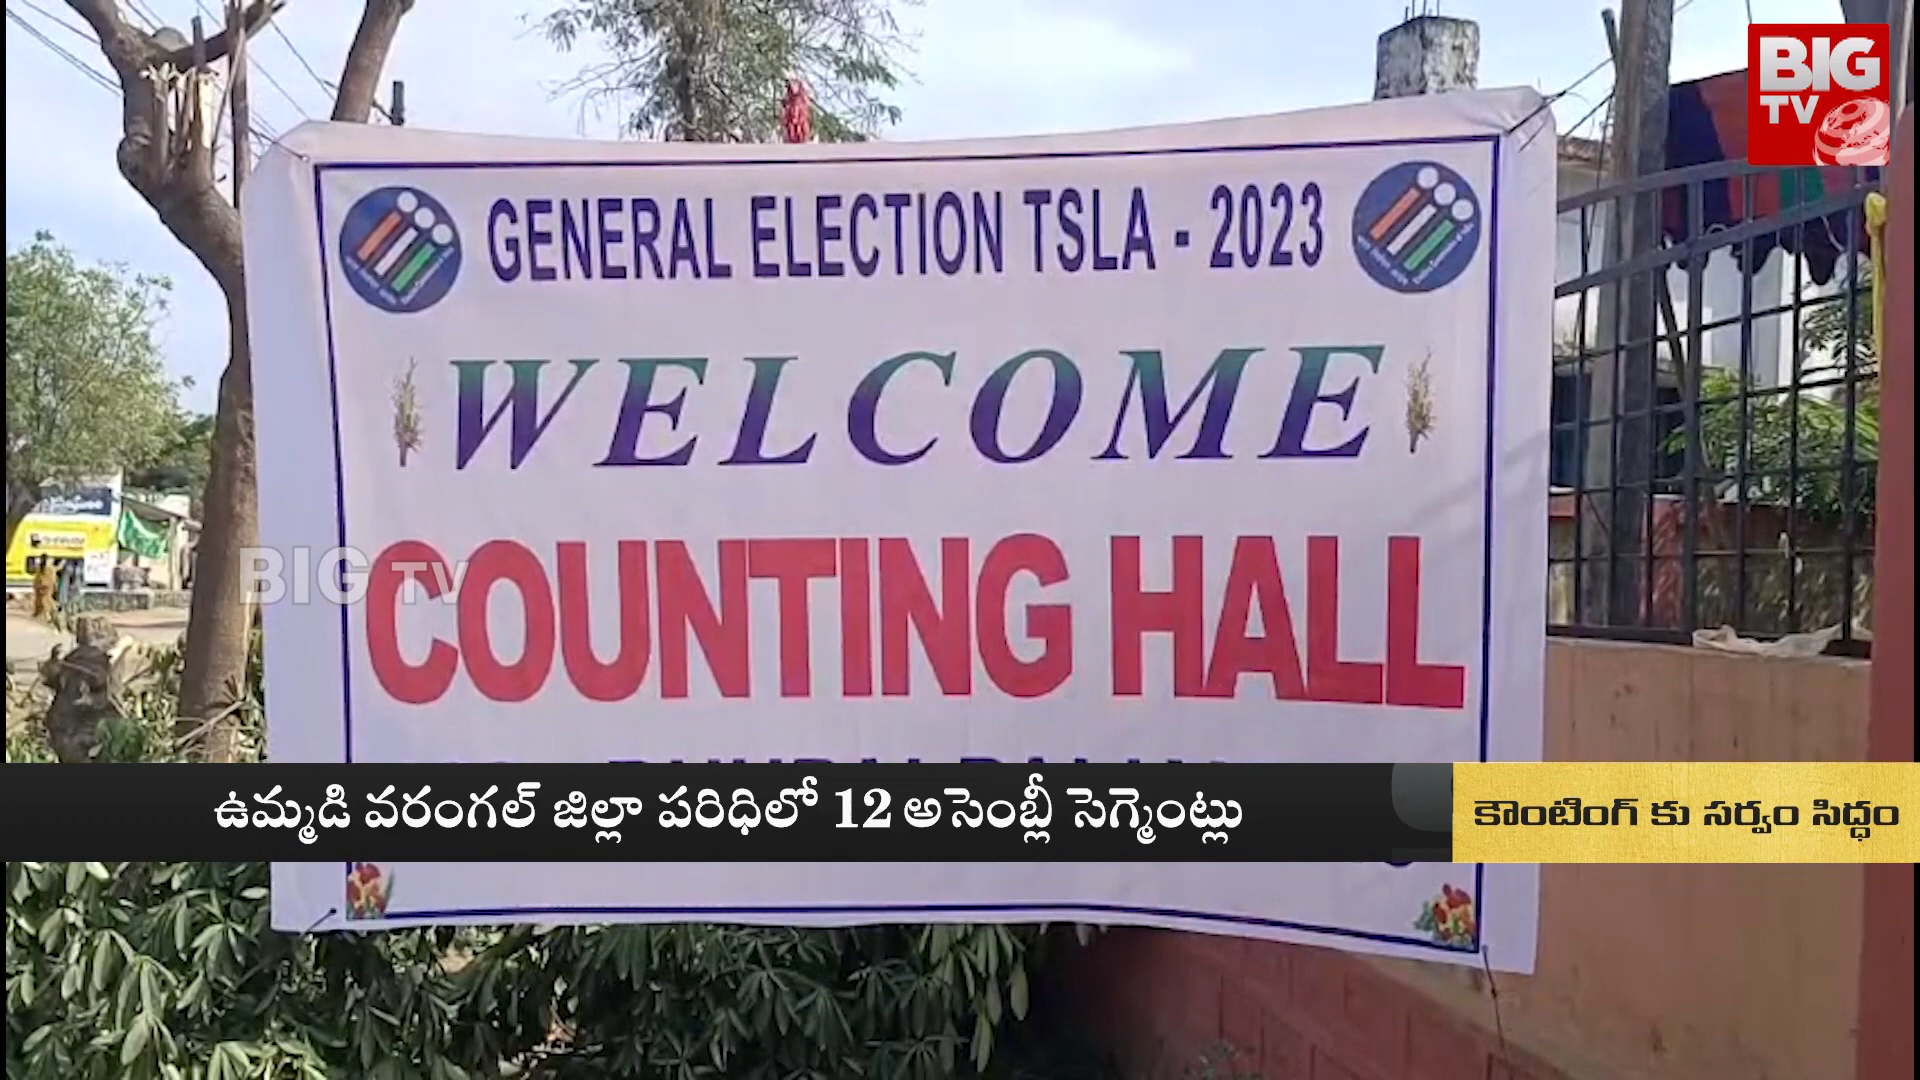 BIG
TV
GENERAL ELECTION TSLA - 2023
WELCOME
COUNTING HALL
BIG TV
ఉమ్మడి వరంగల్ జిల్లా పరిధిలో 12 అసెంబ్లీ సెగ్మెంట్లు
కౌంటింగ్ కు సర్వం సిద్ధం